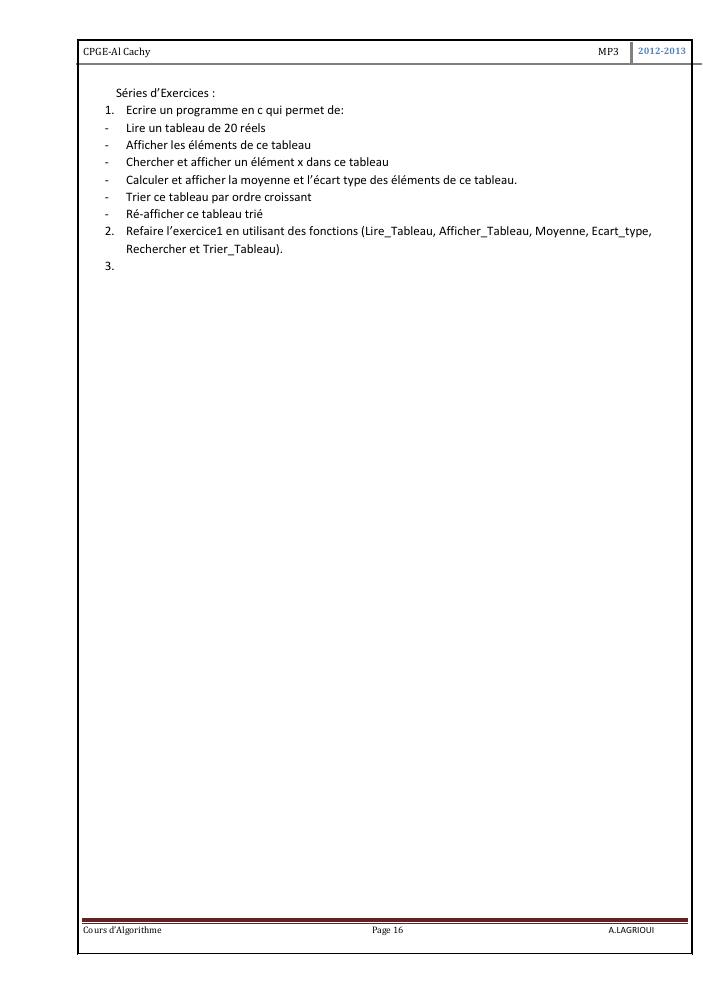 CPGE-Al Cachy MP3 2012-2013
Séries d’Exercices :
1. Ecrire un programme en c qui permet de:
- Lire un tableau de 20 réels
- Afficher les éléments de ce tableau
- Chercher et afficher un élément x dans ce tableau
- Calculer et afficher la moyenne et l’écart type des éléments de ce tableau.
- Trier ce tableau par ordre croissant
- Ré-afficher ce tableau trié
2. Refaire l’exercice1 en utilisant des fonctions (Lire_Tableau, Afficher_Tableau, Moyenne, Ecart_type,
Rechercher et Trier_Tableau).
3.
Cours d’Algorithme Page 16 A.LAGRIOUI